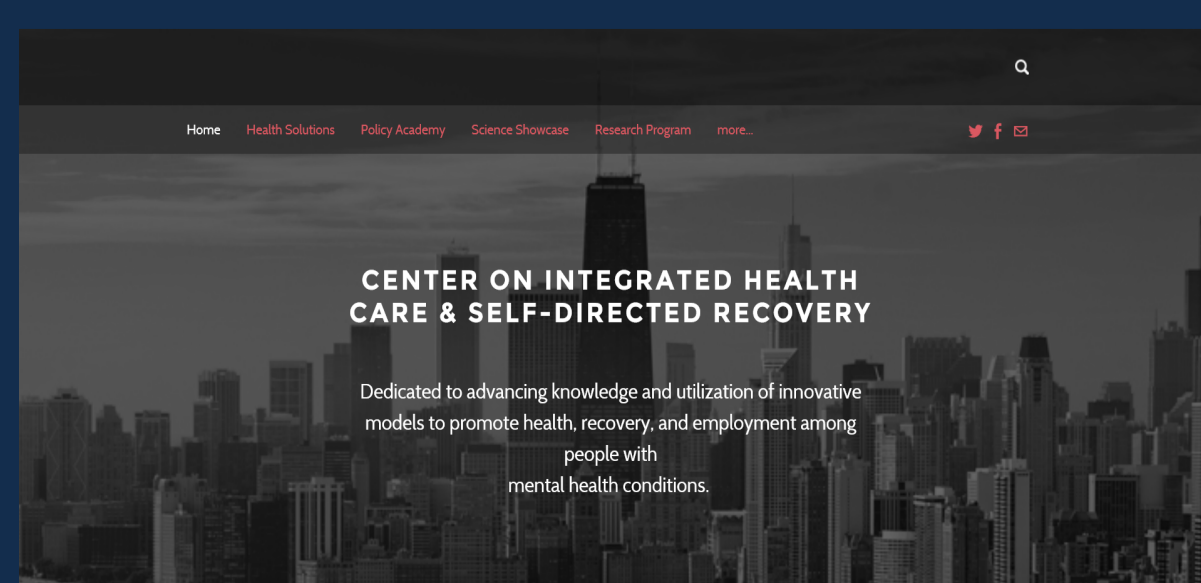 Home Health Solutions Policy Academy Science Showcase Research Program more...
CENTER ON INTEGRATED HEALTH
CARE & SELF-DIRECTED RECOVERY
Dedicated to advancing knowledge and utilization of innovative
models to promote health, recovery, and employment among
people with
mental health conditions.